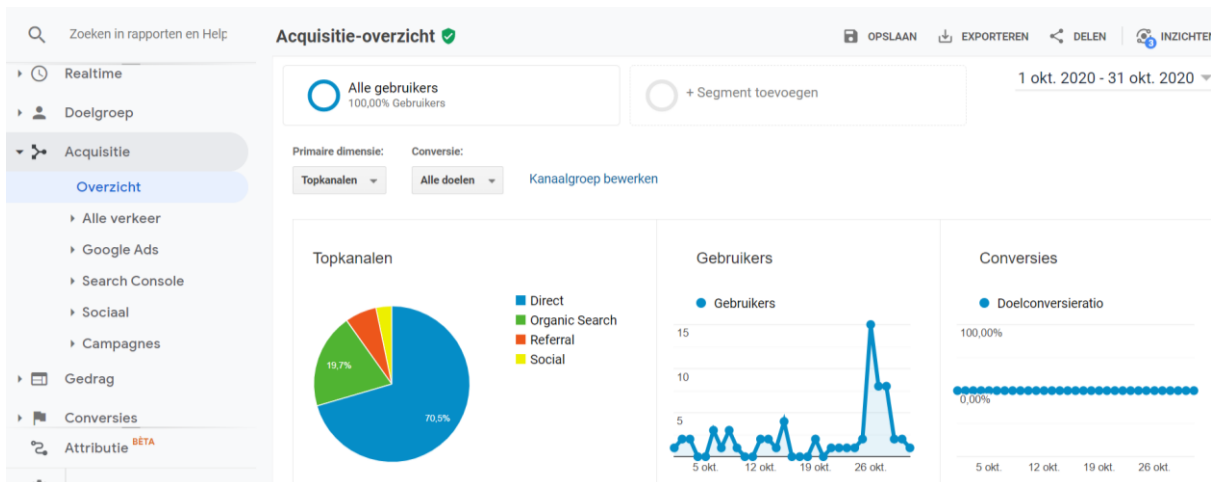 Zoeken in rapporten en Help
Realtime
Doelgroep
Acquisitie
Overzicht
Alle verkeer
Google Ads
Search Console
Sociaal
Campagnes
Gedrag
Conversies
Attributie BÈTA
Acquisitie-overzicht
OPSLAAN
EXPORTEREN
DELEN
3
INZICHTEN
Alle gebruikers
100,00% Gebruikers
+ Segment toevoegen
1 okt. 2020 - 31 okt. 2020
Primaire dimensie:
Conversie:
Topkanalen
Alle doelen
Kanaalgroep bewerken
Topkanalen
Direct
Organic Search
Referral
Social
19,7%
70,5%
Gebruikers
Gebruikers
15
10
5
5 okt.
12 okt.
19 okt.
26 okt.
Conversies
Doelconversieratio
100,00%
0,00%
5 okt.
12 okt.
19 okt.
26 okt.